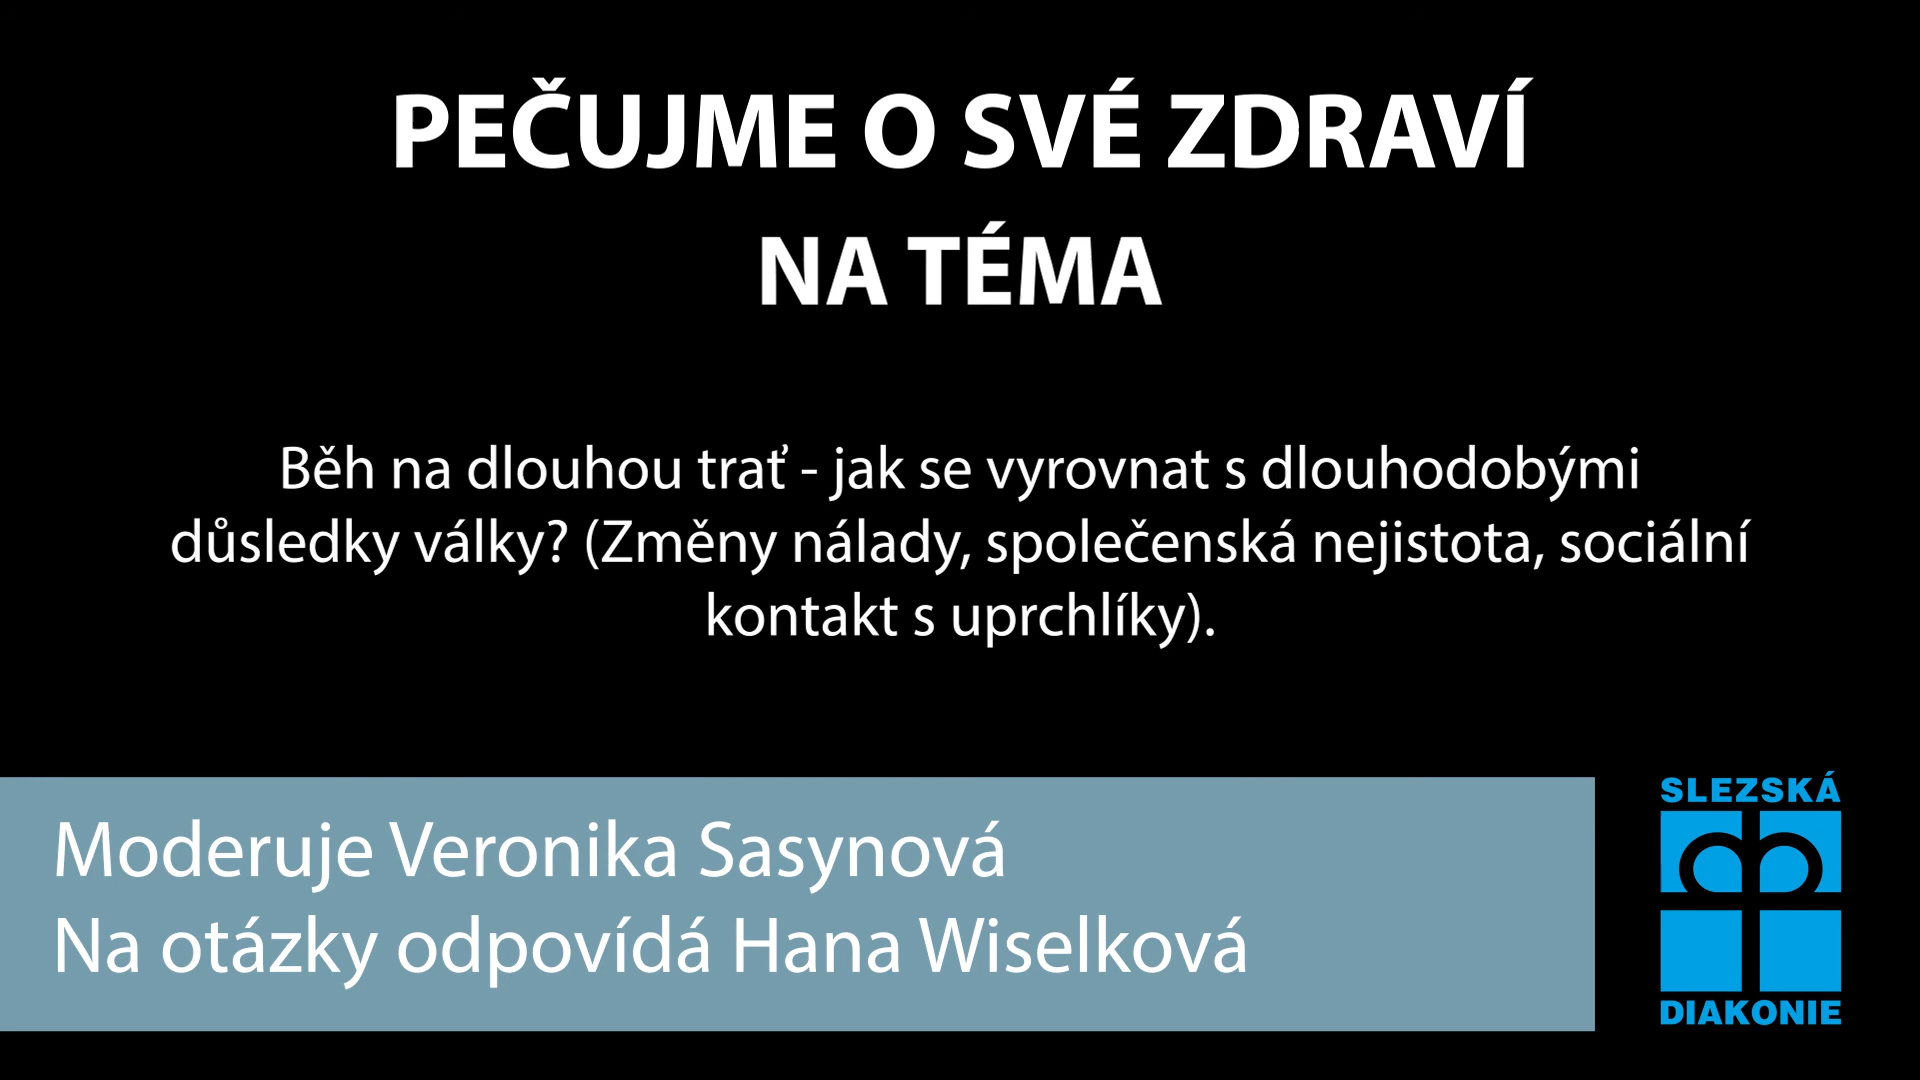 PEČUJME O SVÉ ZDRAVÍ
NA TÉMA
Běh na dlouhou trať - jak se vyrovnat s dlouhodobými
důsledky války? (Změny nálady, společenská nejistota, sociální
kontakt s uprchlíky).
Moderuje Veronika Sasynová
Na otázky odpovídá Hana Wiselková
SLEZSKÁ
DIAKONIE